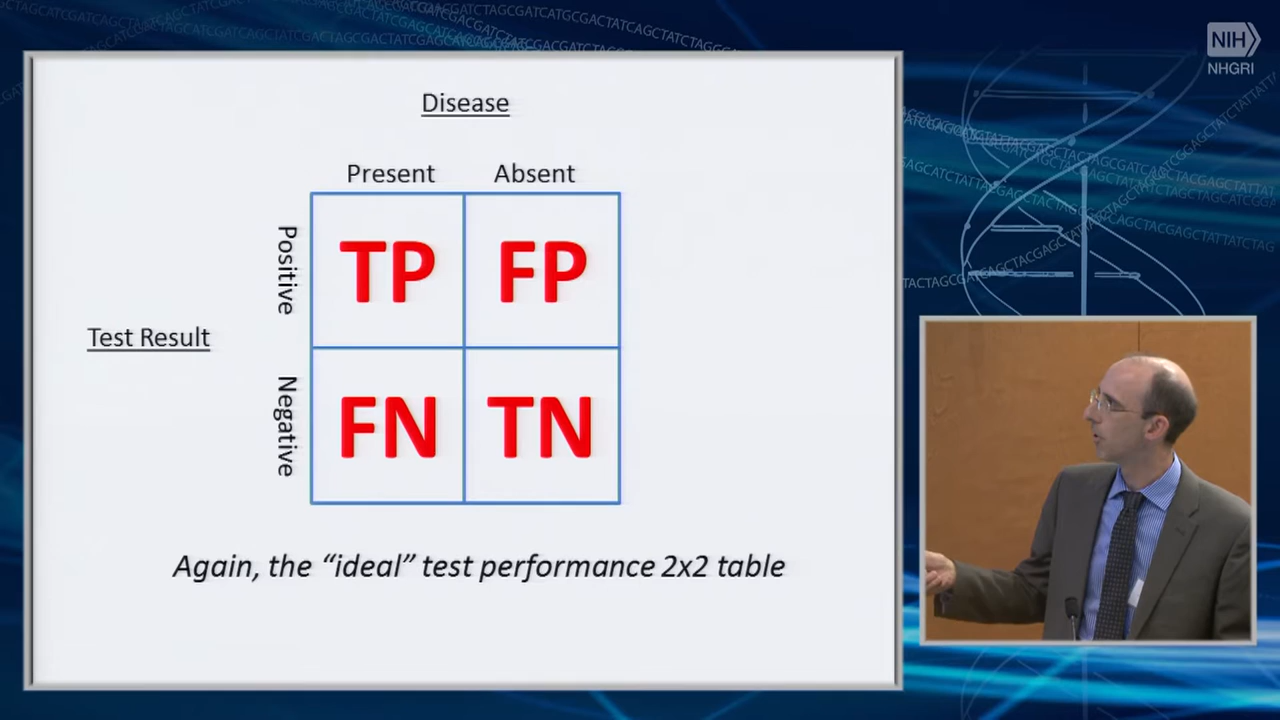 NIH
NHGRI
Disease
Present
Absent
Positive
TP
FP
Test Result
Negative
FN
TN
Again, the “ideal” test performance 2x2 table